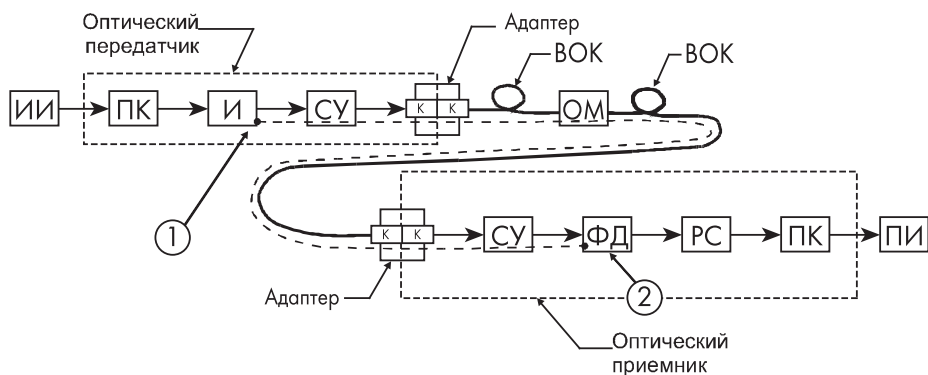 Оптический
передатчик
Адаптер
ВОК
ВОК
ИИ
ПК
И
СУ
К
К
ОМ
1
К
К
СУ
ФД
РС
ПК
ПИ
Адаптер
2
Оптический
приемник